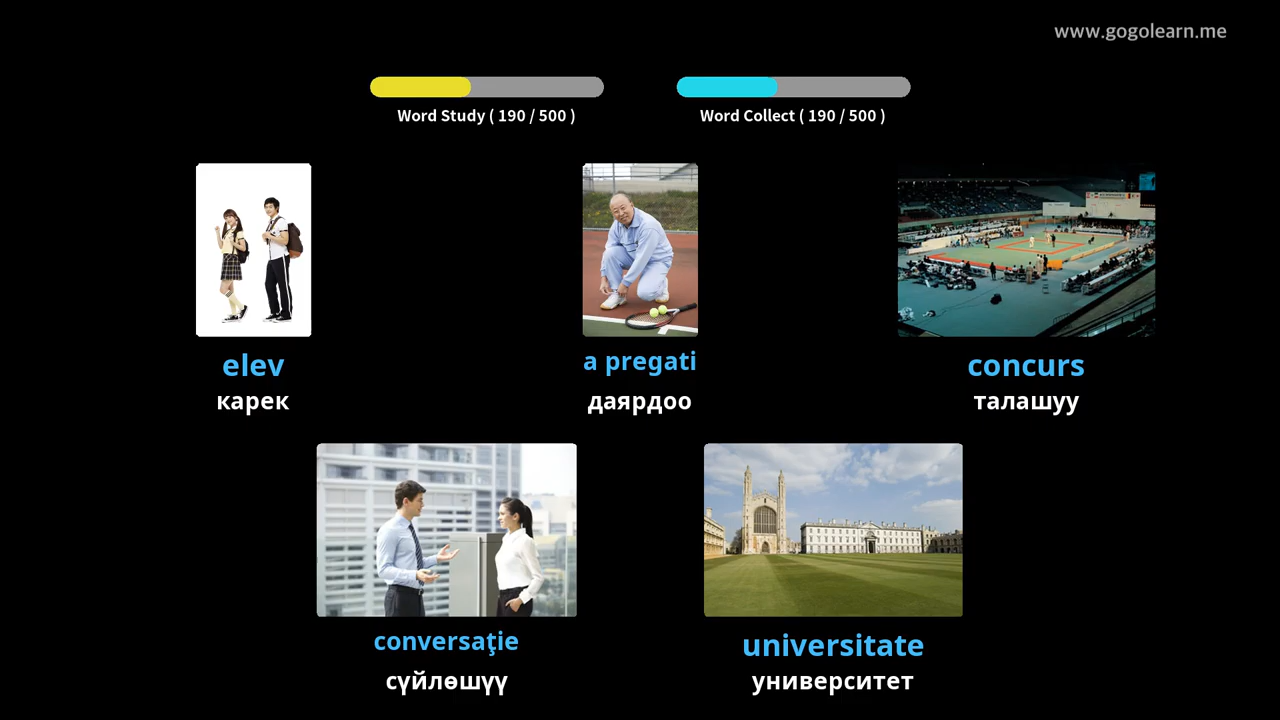 www.gogolearn.me
Word Study ( 190 / 500 )
Word Collect ( 190 / 500 )
elev
карек
a pregati
даярдоо
concurs
талашуу
conversaţie
сүйлөшүү
universitate
университет